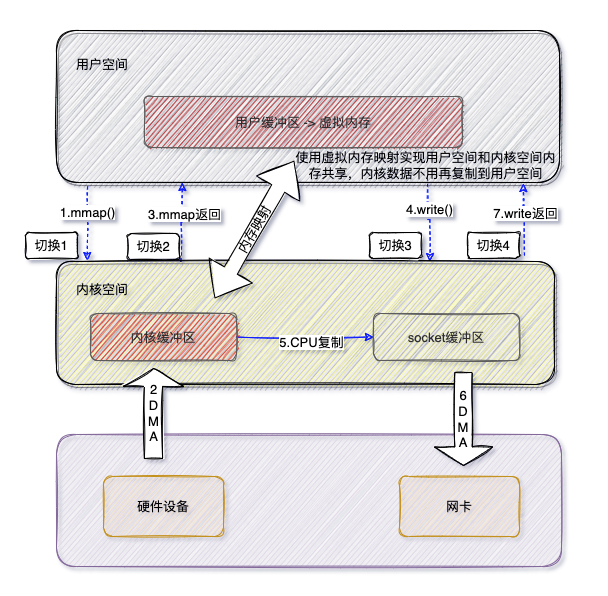 用户空间
用户缓冲区 -> 虚拟内存
使用虚拟内存映射实现用户空间和内核空间内
存共享，内核数据不用再复制到用户空间
1.mmap()
3.mmap返回
4.write()
7.write返回
切换1
切换2
内存映射
切换3
切换4
内核空间
内核缓冲区
5.CPU复制
socket缓冲区
2
D
M
A
6
D
M
A
硬件设备
网卡